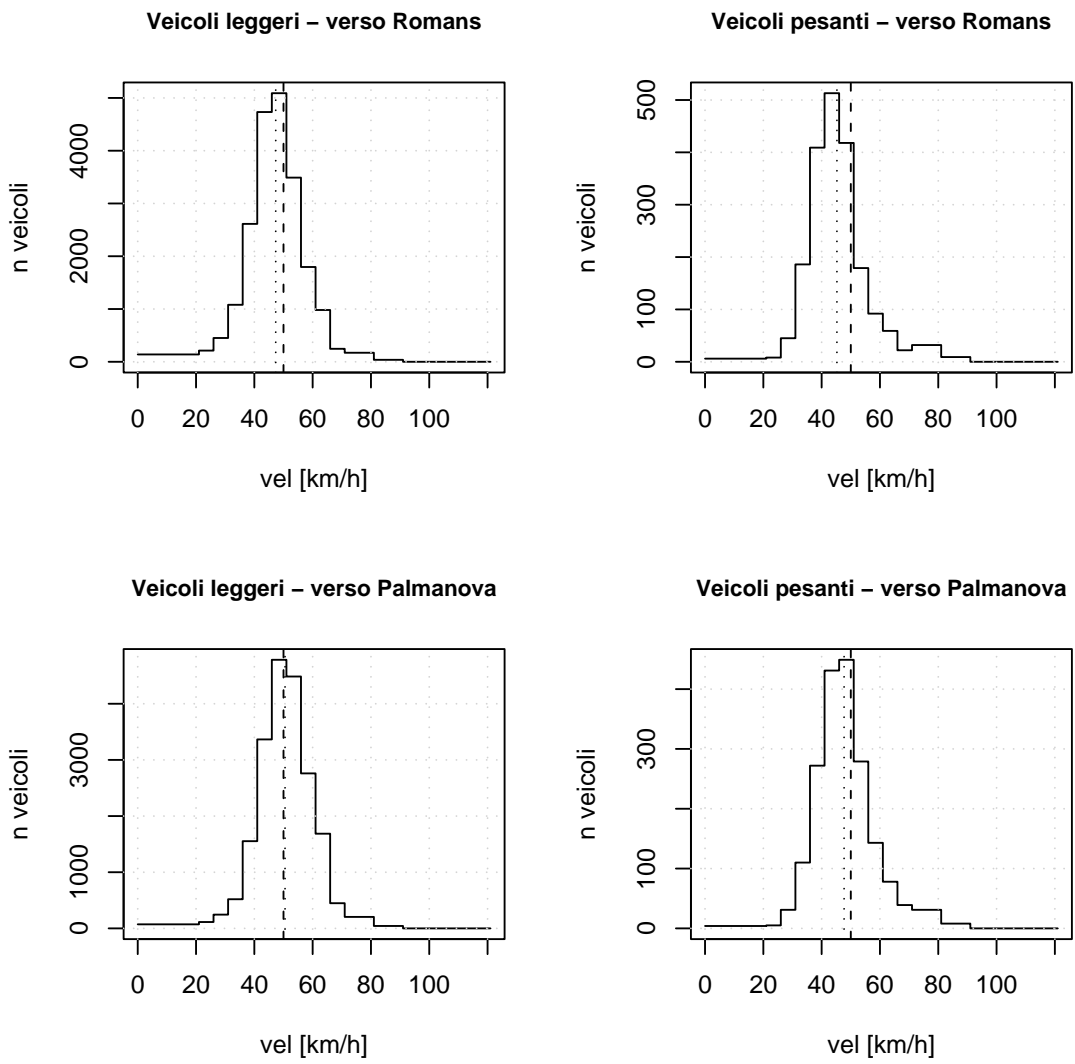 Veicoli leggeri – verso Romans
n veicoli
0 2000 4000
0 20 40 60 80 100
vel [km/h]
Veicoli pesanti – verso Romans
n veicoli
0 100 300 500
0 20 40 60 80 100
vel [km/h]
Veicoli leggeri – verso Palmanova
n veicoli
0 1000 3000
0 20 40 60 80 100
vel [km/h]
Veicoli pesanti – verso Palmanova
n veicoli
0 100 300
0 20 40 60 80 100
vel [km/h]